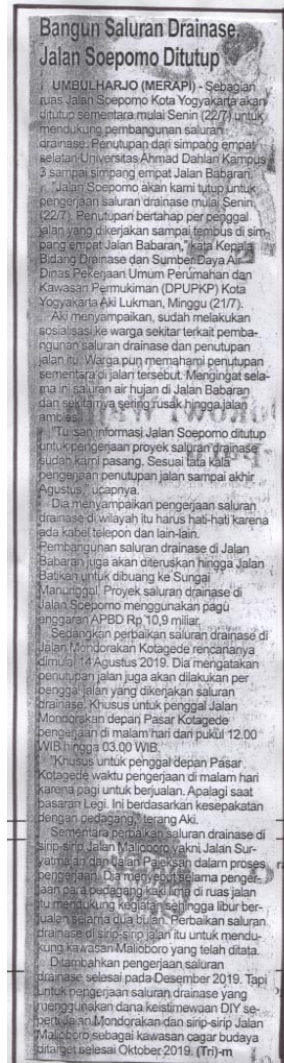 Bangun Saluran Drainase,
Jalan Soepomo Ditutup
UMBULHARJO (MERAPI) - Sebagian
ruas Jalan Soepomo Kota Yogyakarta akan
ditutup sementara mulai Senin (22/7) untuk
mendukung pembangunan saluran
drainase. Penutupan dari simpang empat
selatan Universitas Ahmad Dahlan Kampus
3 sampai simpang empat Jalan Babaran.
"Jalan Soepomo akan kami tutup untuk
pengerjaan saluran drainase mulai Senin
(22/7). Penutupan bertahap per penggal
jalan yang dikerjakan sampai tembus di sim-
pang empat Jalan Babaran," kata Kepala
Bidang Drainase dan Sumber Daya Air
Dinas Pekerjaan Umum Perumahan dan
Kawasan Permukiman (DPUPKP) Kota
Yogyakarta Aki Lukman, Minggu (21/7).
Aki menyampaikan, sudah melakukan
sosialisasi ke warga sekitar terkait pemba-
ngunan saluran drainase dan penutupan
jalan itu. Warga pun memahami penutupan
sementara di jalan tersebut. Mengingat sela-
ma ini saluran air hujan di Jalan Babaran
dan sekitarnya sering rusak hingga jalan
ambles.
"Tulisan informasi Jalan Soepomo ditutup
untuk pengerjaan proyek saluran drainase
sudah kami pasang. Sesuai tata kala
pengerjaan penutupan jalan sampai akhir
Agustus," ucapnya.
Dia menyampaikan pengerjaan saluran
drainase di wilayah itu harus hati-hati karena
ada kabel telepon dan lain-lain.
Pembangunan saluran drainase di Jalan
Babaran juga akan diteruskan hingga Jalan
Batikan untuk dibuang ke Sungai
Manunggal. Proyek saluran drainase di
Jalan Soepomo menggunakan pagu
anggaran APBD Rp 10,9 miliar.
Sedangkan perbaikan saluran drainase di
Jalan Mondorakan Kotagede rencananya
dimulai 14 Agustus 2019. Dia mengatakan
penutupan jalan juga akan dilakukan per
penggal jalan yang dikerjakan saluran
drainase. Khusus untuk penggal Jalan
Mondorakan depan Pasar Kotagede
pengerjaan di malam hari dari pukul 12.00
WIB hingga 03.00 WIB.
"Khusus untuk penggal depan Pasar
Kotagede waktu pengerjaan di malam hari
karena pagi untuk berjualan. Apalagi saat
pasaran Legi. Ini berdasarkan kesepakatan
dengan pedagang," terang Aki.
Sementara perbaikan saluran drainase di
sirip-sirip Jalan Malioboro yakni Jalan Sur-
yatmajan dan Jalan Pajeksan dalam proses
pengerjaan. Dia menyebut selama penger-
jaan para pedagang kaki lima di ruas jalan
itu mendukung kegiatan sehingga libur ber-
jualan selama dua bulan. Perbaikan saluran
drainase di sirip-sirip jalan itu untuk mendu-
kung kawasan Malioboro yang telah ditata.
Ditambahkan pengerjaan saluran
drainase selesai pada Desember 2019. Tapi
untuk pengerjaan saluran drainase yang
menggunakan dana keistimewaan DIY se-
perti Jalan Mondorakan dan sirip-sirip Jalan
Malioboro sebagai kawasan cagar budaya
ditarget selesai Oktober 2019. (Tri)-m